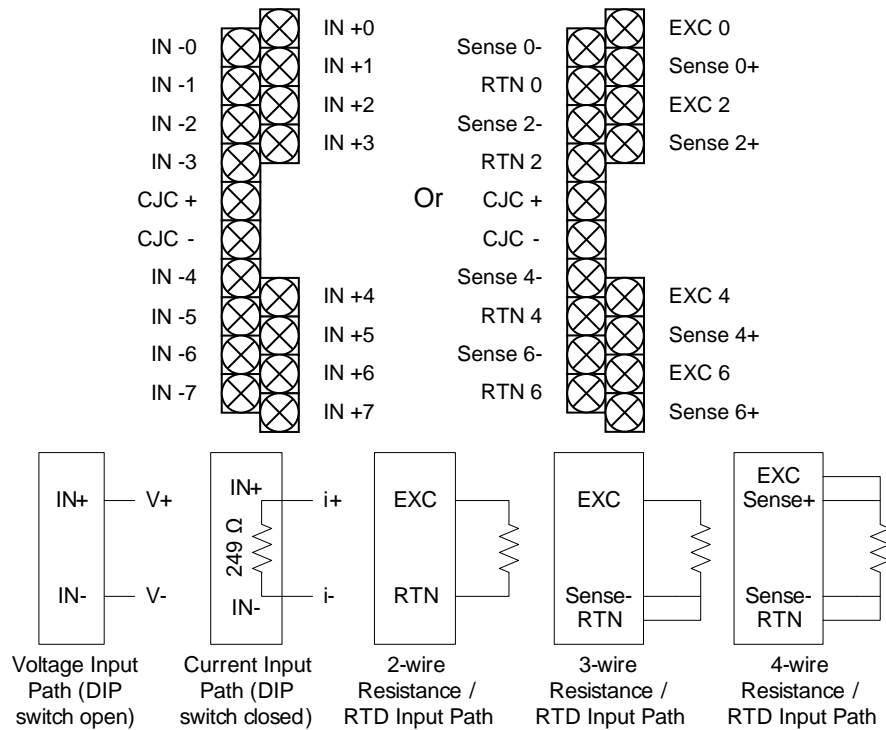 IN -0
IN -1
IN -2
IN -3
CJC +
CJC -
IN -4
IN -5
IN -6
IN -7
IN +0
IN +1
IN +2
IN +3
IN +4
IN +5
IN +6
IN +7
Or
Sense 0-
RTN 0
Sense 2-
RTN 2
CJC +
CJC -
Sense 4-
RTN 4
Sense 6-
RTN 6
EXC 0
Sense 0+
EXC 2
Sense 2+
EXC 4
Sense 4+
EXC 6
Sense 6+
IN+
V+
IN-
V-
Voltage Input
Path (DIP
switch open)
IN+
i+
249 Ω
IN-
i-
Current Input
Path (DIP
switch closed)
EXC
RTN
2-wire
Resistance /
RTD Input Path
EXC
Sense-
RTN
3-wire
Resistance /
RTD Input Path
EXC
Sense+
Sense-
RTN
4-wire
Resistance /
RTD Input Path